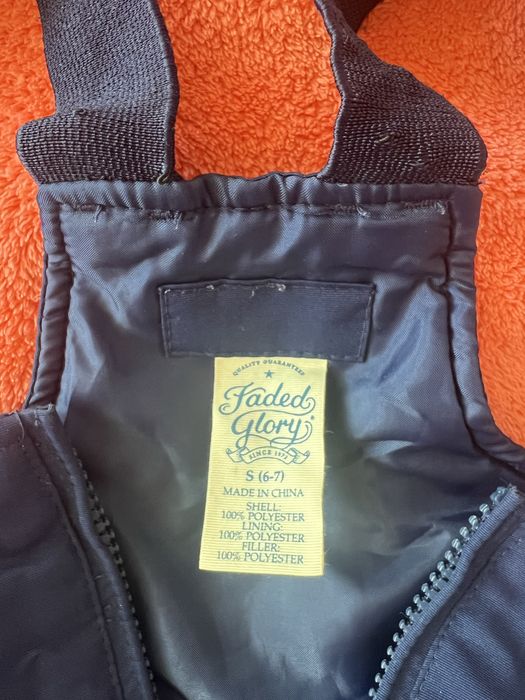 QUALITY GUARANTEED
Faded
Glory®
SINCE 1972
S (6-7)
MADE IN CHINA
SHELL:
100% POLYESTER
LINING:
100% POLYESTER
FILLER:
100% POLYESTER